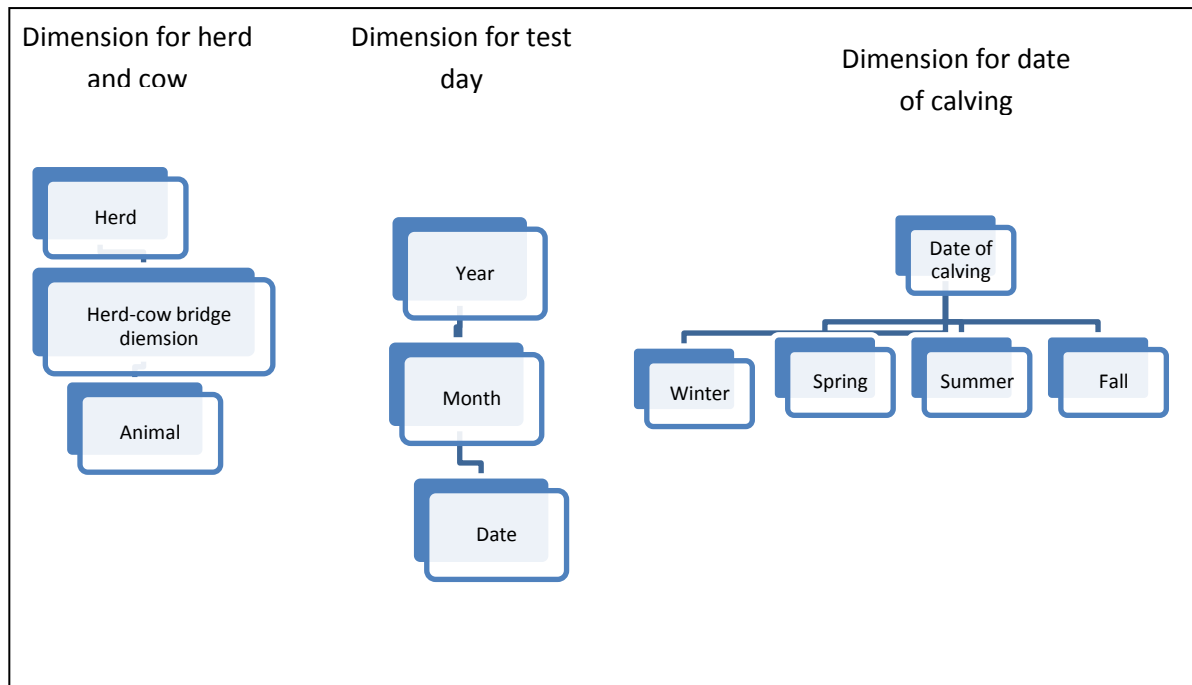 Dimension for herd
and cow
Dimension for test
day
Dimension for date
of calving
Herd
Herd-cow bridge
diemsion
Animal
Year
Month
Date
Date of
calving
Winter
Spring
Summer
Fall